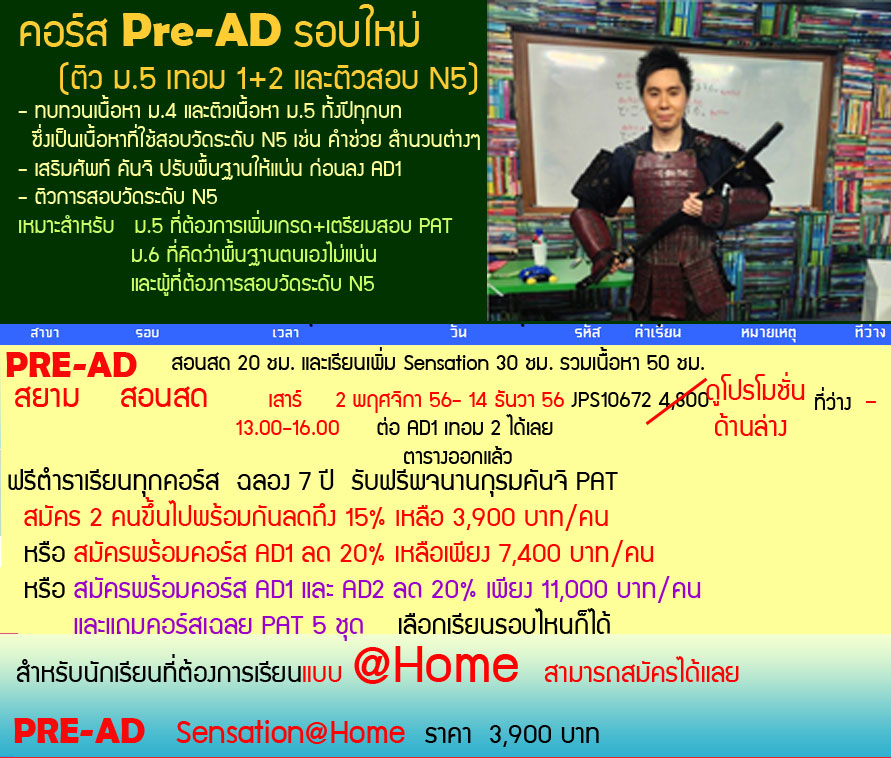 คอร์ส Pre-AD รอบใหม่
(ติว ม.5 เทอม 1+2 และติวสอบ N5)
- ทบทวนเนื้อหา ม.4 และติวเนื้อหา ม.5 ทั้งปีทุกบท
ซึ่งเป็นเนื้อหาที่ใช้สอบวัดระดับ N5 เช่น คำช่วย สำนวนต่างๆ
- เสริมศัพท์ คันจิ ปรับพื้นฐานให้แน่น ก่อนลง AD1
- ติวการสอบวัดระดับ N5
เหมาะสำหรับ ม.5 ที่ต้องการเพิ่มเกรด+เตรียมสอบ PAT
ม.6 ที่คิดว่าพื้นฐานตนเองไม่แน่น
และผู้ที่ต้องการสอบวัดระดับ N5
สาขา รอบ เวลา วัน รหัส ค่าเรียน หมายเหตุ ที่ว่าง
PRE-AD สอนสด 20 ชม. และเรียนเพิ่ม Sensation 30 ชม. รวมเนื้อหา 50 ชม.
สยาม สอนสด เสาร์ 2 พฤศจิกา 56- 14 ธันวา 56 JPS10672 4,800 ดูโปรโมชั่น ที่ว่าง -
13.00-16.00 ต่อ AD1 เทอม 2 ได้เลย ด้านล่าง
ตารางออกแล้ว
ฟรีตำราเรียนทุกคอร์ส ฉลอง 7 ปี รับฟรีพจนานุกรมคันจิ PAT
สมัคร 2 คนขึ้นไปพร้อมกันลดถึง 15% เหลือ 3,900 บาท/คน
หรือ สมัครพร้อมคอร์ส AD1 ลด 20% เหลือเพียง 7,400 บาท/คน
หรือ สมัครพร้อมคอร์ส AD1 และ AD2 ลด 20% เพียง 11,000 บาท/คน
และแถมคอร์สเฉลย PAT 5 ชุด เลือกเรียนรอบไหนก็ได้
สำหรับนักเรียนที่ต้องการเรียนแบบ @Home สามารถสมัครได้แลย
PRE-AD Sensation@Home ราคา 3,900 บาท